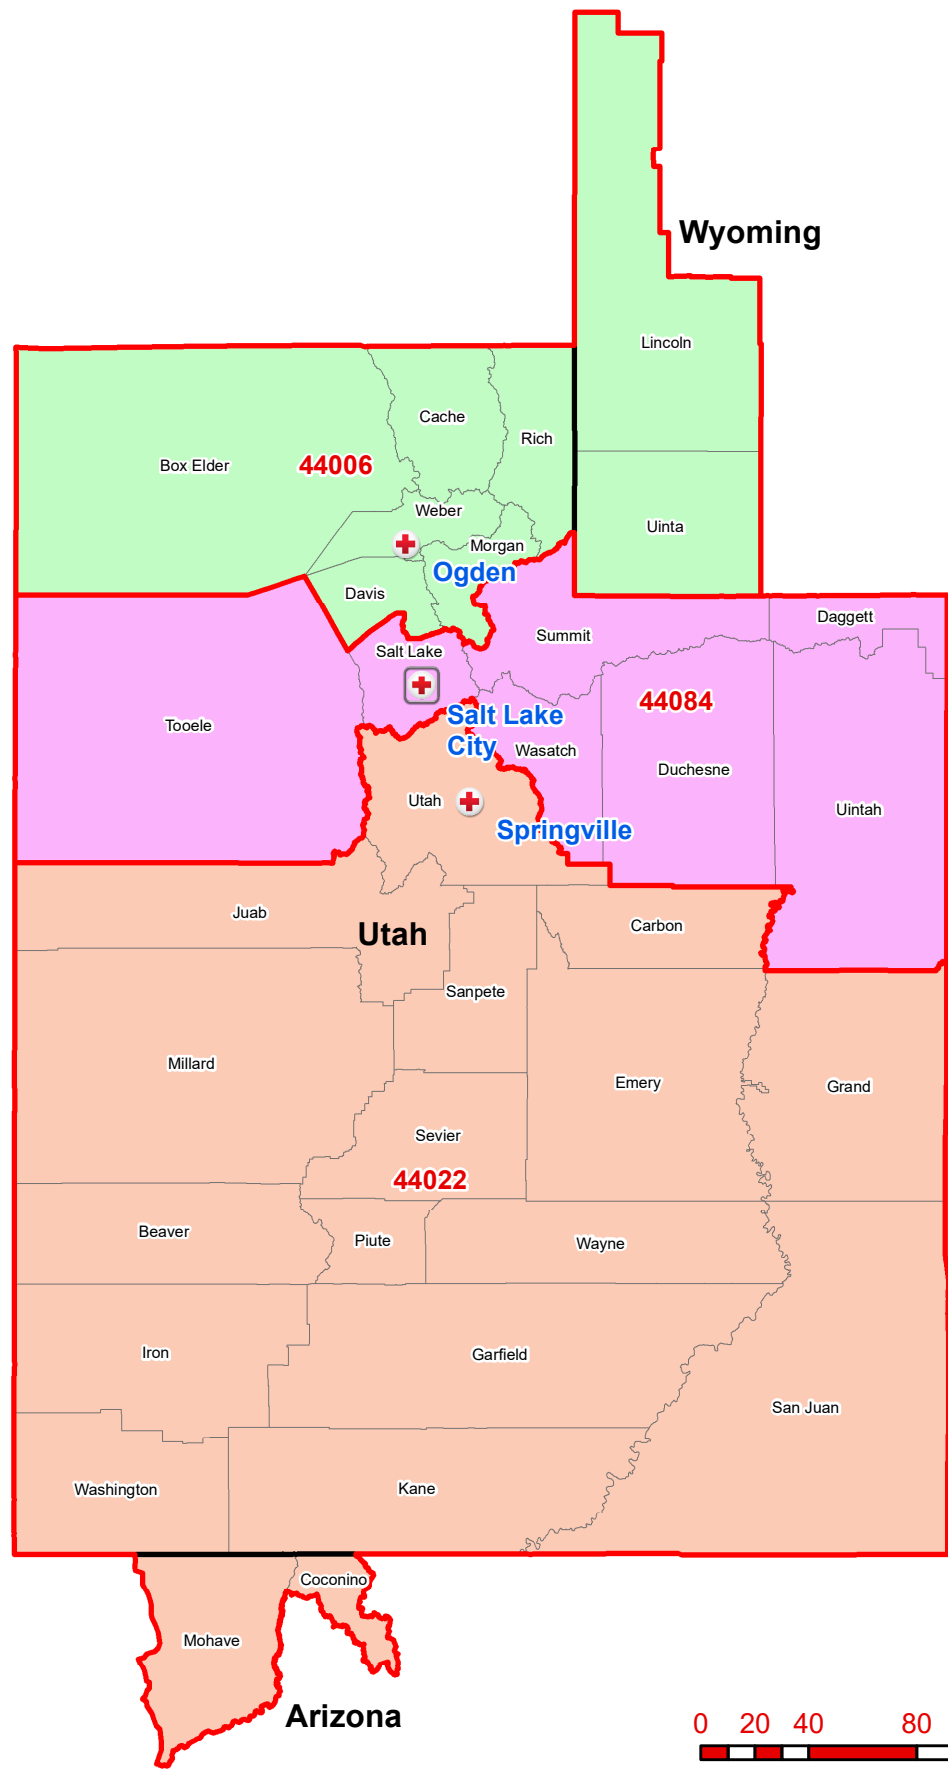 Wyoming
Lincoln
Cache
Rich
Box Elder
44006
Weber
Uinta
Morgan
Ogden
Davis
Daggett
Summit
Salt Lake
44084
Salt Lake
City
Tooele
Wasatch
Duchesne
Utah
Uintah
Springville
Juab
Utah
Carbon
Sanpete
Millard
Emery
Grand
Sevier
44022
Beaver
Piute
Wayne
Iron
Garfield
San Juan
Washington
Kane
Coconino
Mohave
Arizona
0 20 40 80